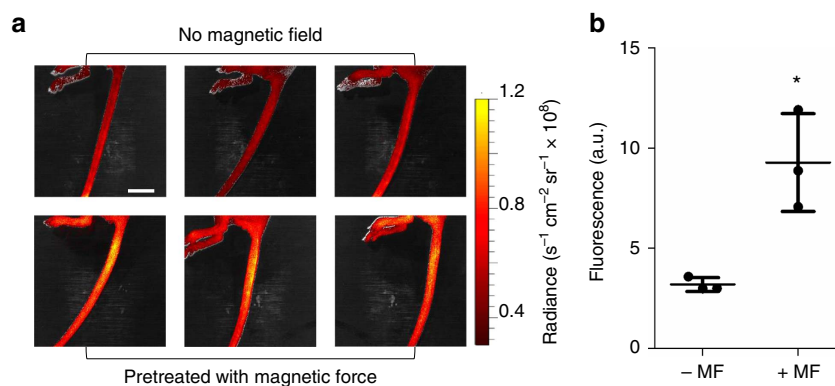 a
No magnetic field
1.2
0.8
0.4
Radiance (s⁻¹ cm⁻² sr⁻¹ × 10⁸)
Pretreated with magnetic force
b
15
10
5
0
Fluorescence (a.u.)
*
– MF
+ MF